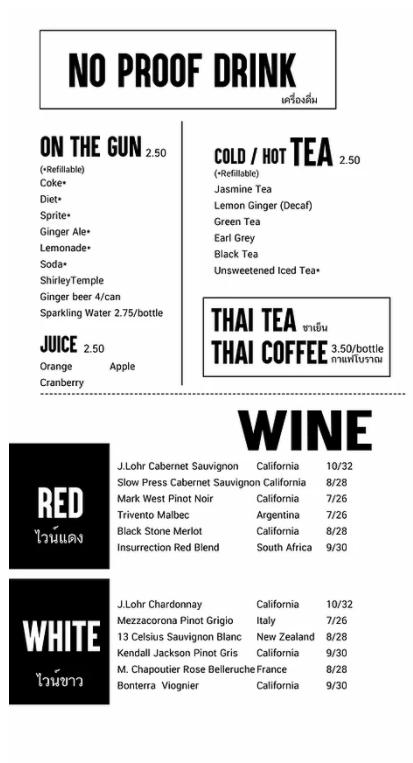 NO PROOF DRINK
เครื่องดื่ม
ON THE GUN 2.50
(*Refillable)
Coke*
Diet*
Sprite*
Ginger Ale*
Lemonade*
Soda*
ShirleyTemple
Ginger beer 4/can
Sparkling Water 2.75/bottle
JUICE 2.50
Orange Apple
Cranberry
COLD / HOT TEA 2.50
(*Refillable)
Jasmine Tea
Lemon Ginger (Decaf)
Green Tea
Earl Grey
Black Tea
Unsweetened Iced Tea*
THAI TEA ชาเย็น
THAI COFFEE 3.50/bottle
กาแฟโบราณ
WINE
RED
ไวน์แดง
J.Lohr Cabernet Sauvignon California 10/32
Slow Press Cabernet Sauvignon California 8/28
Mark West Pinot Noir California 7/26
Trivento Malbec Argentina 7/26
Black Stone Merlot California 8/28
Insurrection Red Blend South Africa 9/30
WHITE
ไวน์ขาว
J.Lohr Chardonnay California 10/32
Mezzacorona Pinot Grigio Italy 7/26
13 Celsius Sauvignon Blanc New Zealand 8/28
Kendall Jackson Pinot Gris California 9/30
M. Chapoutier Rose Belleruche France 8/28
Bonterra Viognier California 9/30